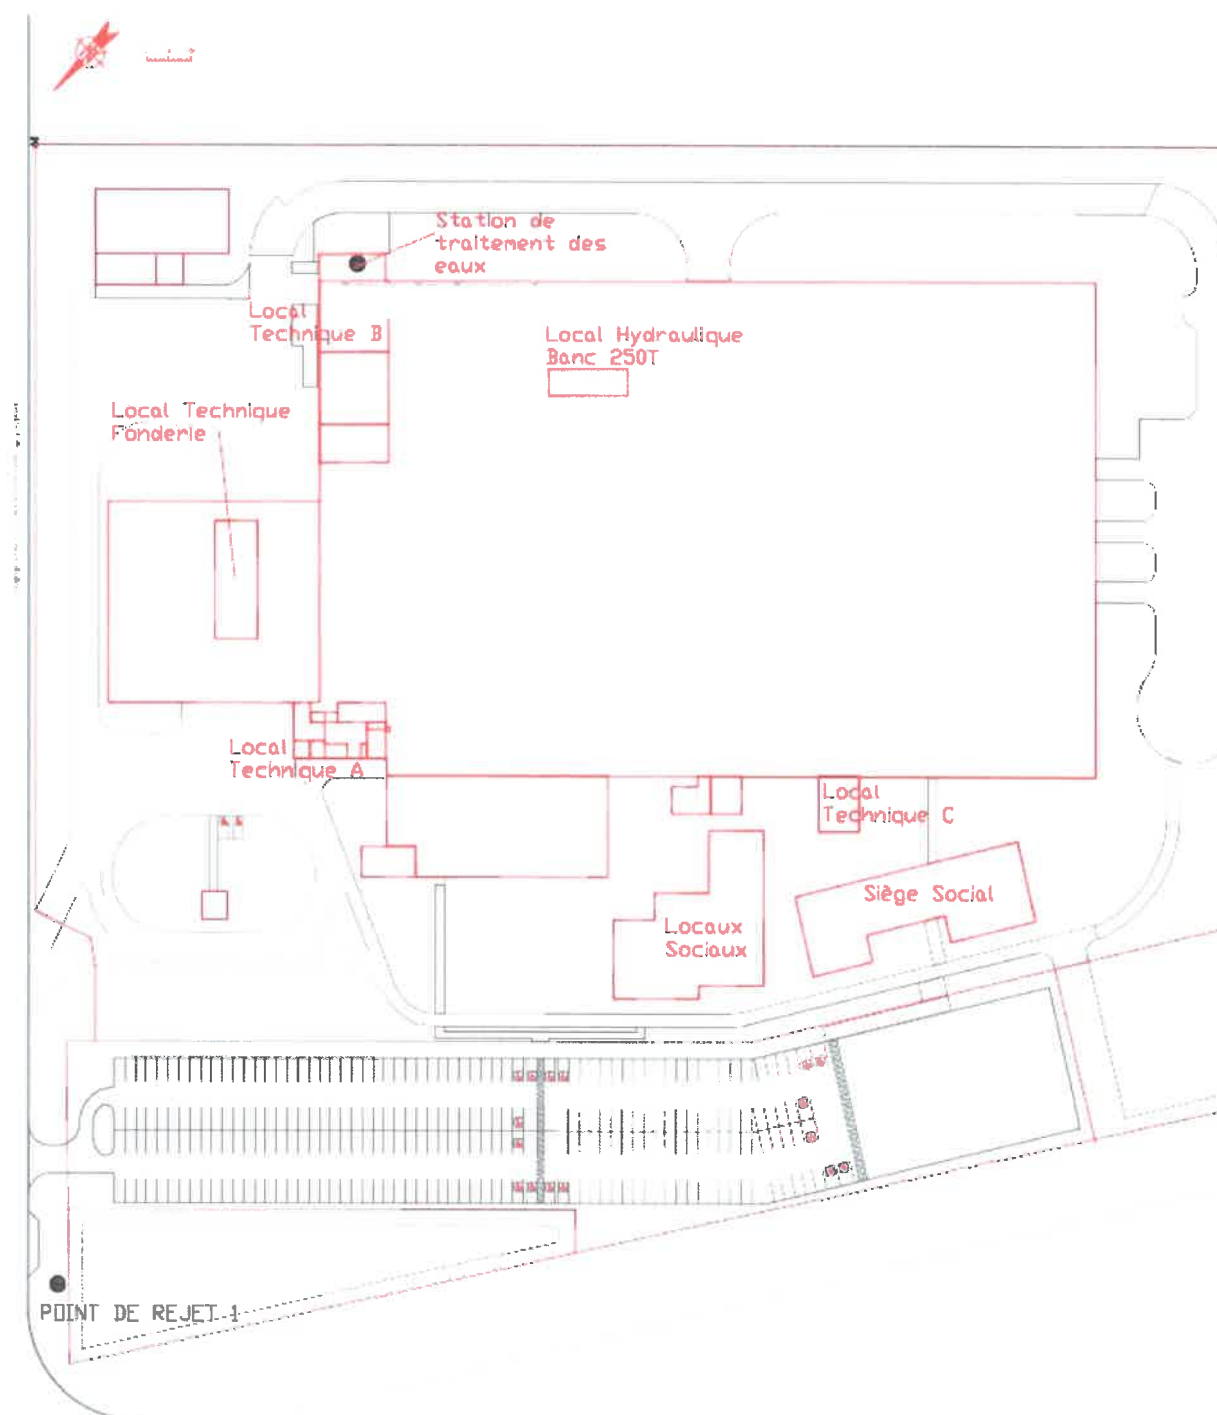 Station de
traitement des
eaux
Local
Technique B
Local Hydraulique
Banc 250T
Local Technique
Fonderie
Local
Technique A
Local
Technique C
Siège Social
Locaux
Sociaux
POINT DE REJET 1